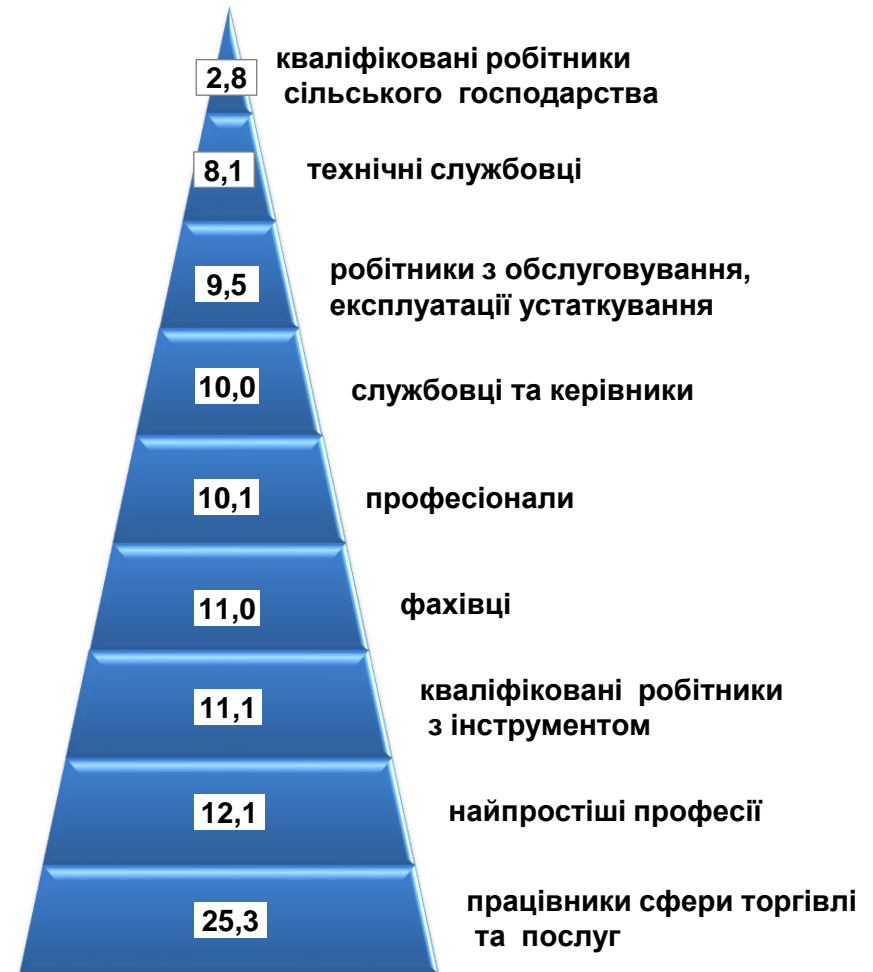 2,8
кваліфіковані робітники
сільського господарства
8,1
технічні службовці
9,5
робітники з обслуговування,
експлуатації устаткування
10,0
службовці та керівники
10,1
професіонали
11,0
фахівці
11,1
кваліфіковані робітники
з інструментом
12,1
найпростіші професії
25,3
працівники сфери торгівлі
та послуг